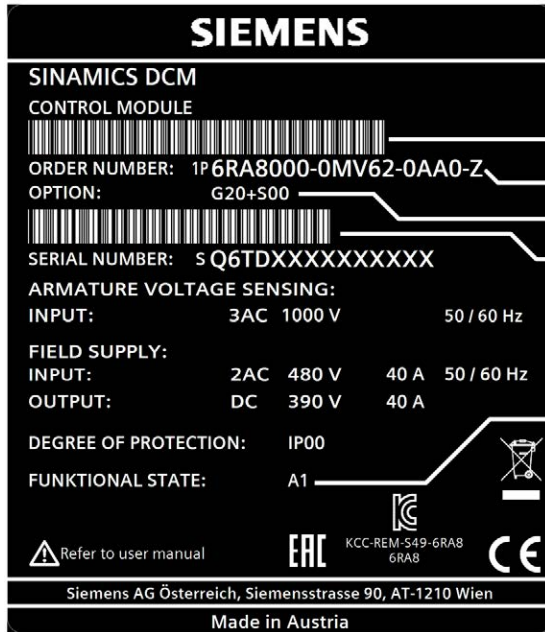 SIEMENS
SINAMICS DCM
CONTROL MODULE
ORDER NUMBER: 1P 6RA8000-0MV62-0AA0-Z
OPTION: G20+S00
SERIAL NUMBER: S Q6TDXXXXXXXXXX
ARMATURE VOLTAGE SENSING:
INPUT: 3AC 1000 V 50 / 60 Hz
FIELD SUPPLY:
INPUT: 2AC 480 V 40 A 50 / 60 Hz
OUTPUT: DC 390 V 40 A
DEGREE OF PROTECTION: IP00
FUNKTIONAL STATE: A1
Refer to user manual
EAC
KCC-REM-S49-6RA8
6RA8
CE
Siemens AG Österreich, Siemensstrasse 90, AT-1210 Wien
Made in Austria